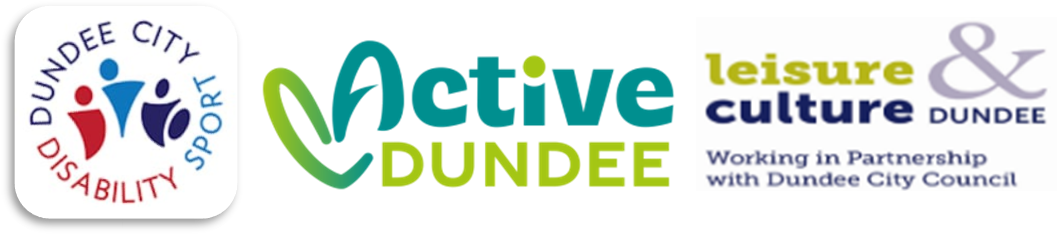 DUNDEE CITY
DISABILITY SPORT
Active
DUNDEE
leisure &
culture DUNDEE
Working in Partnership
with Dundee City Council